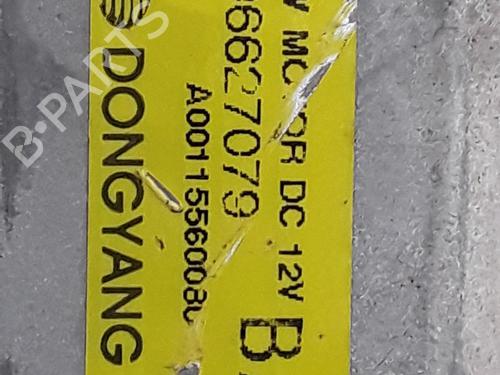 W MOTOR DC 12V
96627079 B
A0011556008
DONGYANG
B-PARTS